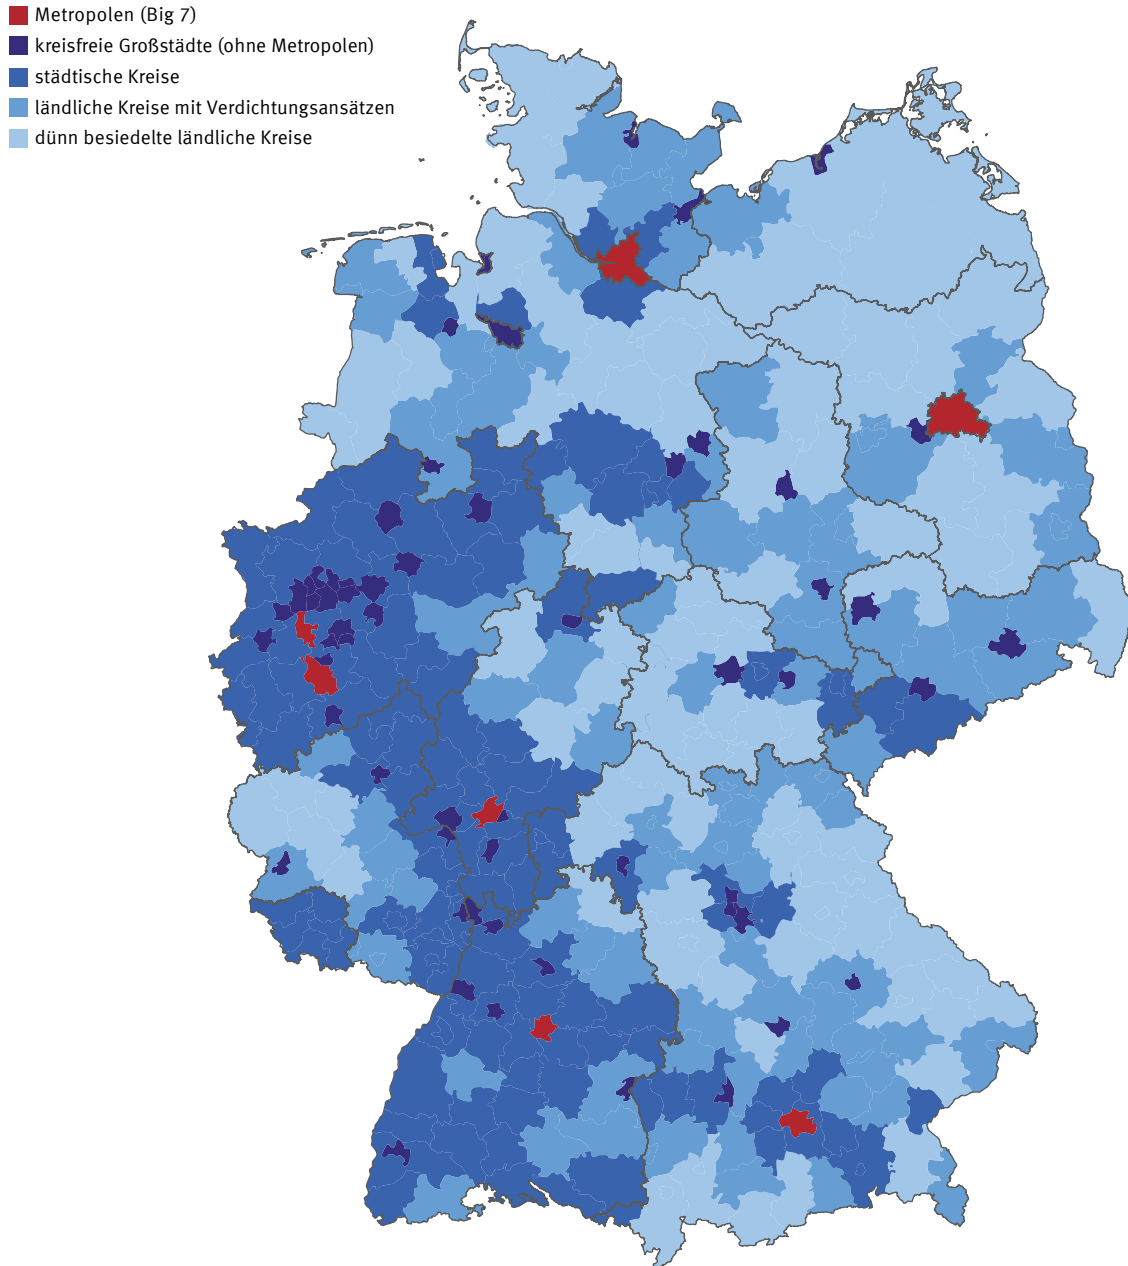 Metropolen (Big 7)
kreisfreie Großstädte (ohne Metropolen)
städtische Kreise
ländliche Kreise mit Verdichtungsansätzen
dünn besiedelte ländliche Kreise